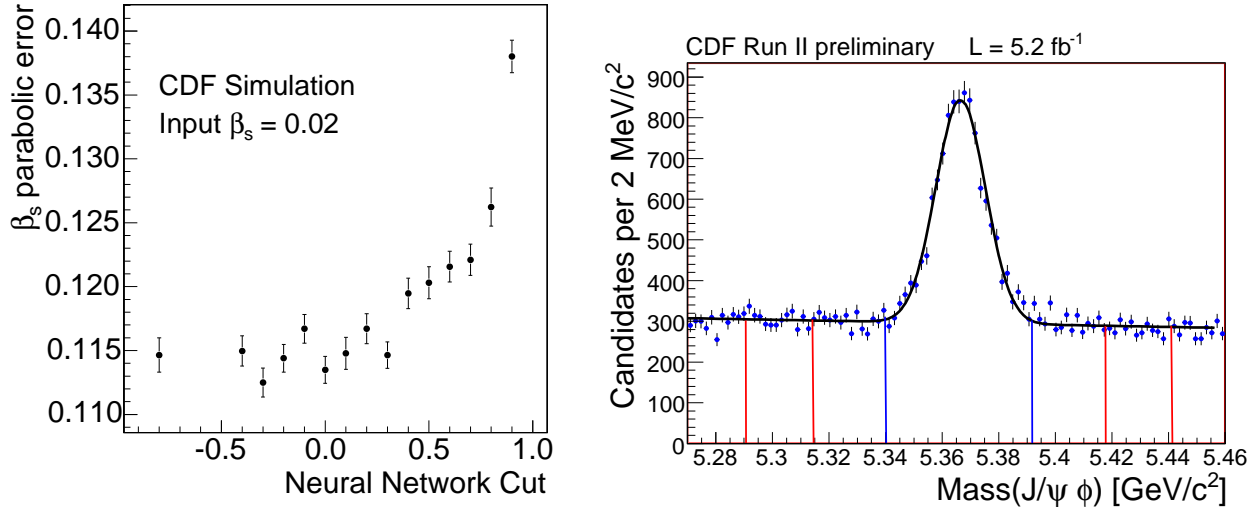 0.140
0.135
0.130
0.125
0.120
0.115
0.110
βs parabolic error
CDF Simulation
Input βs = 0.02
-0.5 0.0 0.5 1.0
Neural Network Cut
CDF Run II preliminary L = 5.2 fb-1
900
800
700
600
500
400
300
200
100
0
Candidates per 2 MeV/c2
5.28 5.3 5.32 5.34 5.36 5.38 5.4 5.42 5.44 5.46
Mass(J/ψ φ) [GeV/c2]